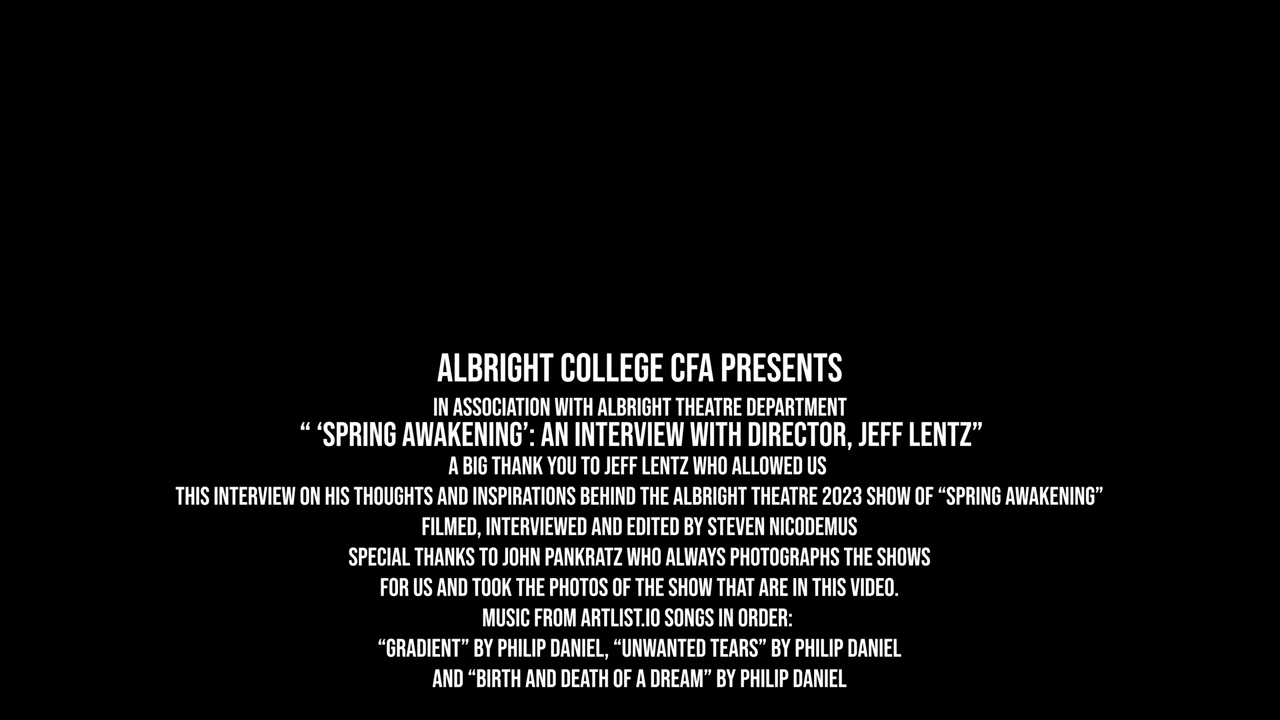 ALBRIGHT COLLEGE CFA PRESENTS
IN ASSOCIATION WITH ALBRIGHT THEATRE DEPARTMENT
“ ‘SPRING AWAKENING’: AN INTERVIEW WITH DIRECTOR, JEFF LENTZ”
A BIG THANK YOU TO JEFF LENTZ WHO ALLOWED US
THIS INTERVIEW ON HIS THOUGHTS AND INSPIRATIONS BEHIND THE ALBRIGHT THEATRE 2023 SHOW OF “SPRING AWAKENING”
FILMED, INTERVIEWED AND EDITED BY STEVEN NICODEMUS
SPECIAL THANKS TO JOHN PANKRATZ WHO ALWAYS PHOTOGRAPHS THE SHOWS
FOR US AND TOOK THE PHOTOS OF THE SHOW THAT ARE IN THIS VIDEO.
MUSIC FROM ARTLIST.IO SONGS IN ORDER:
“GRADIENT” BY PHILIP DANIEL, “UNWANTED TEARS” BY PHILIP DANIEL
AND “BIRTH AND DEATH OF A DREAM” BY PHILIP DANIEL